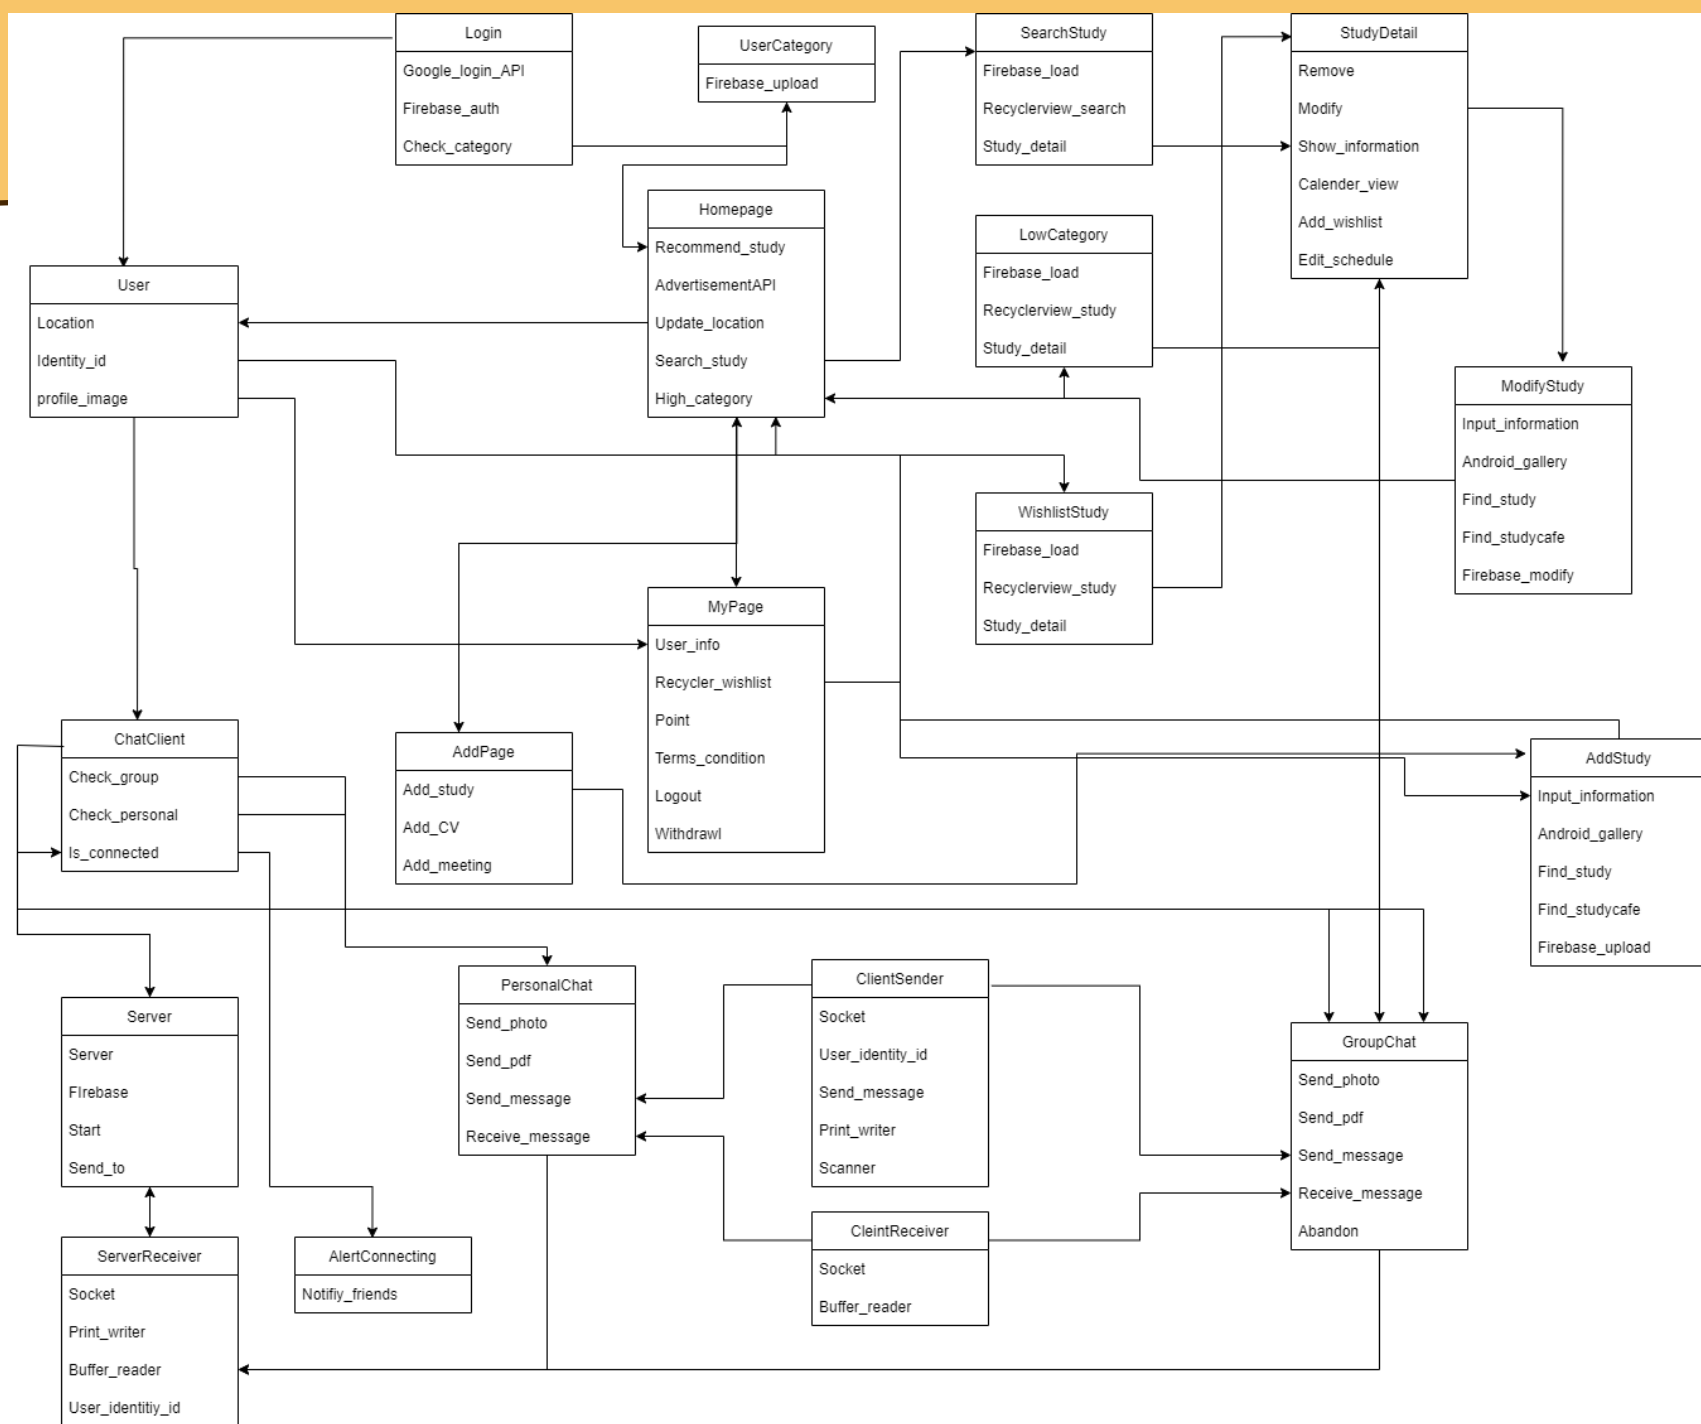 Login
Google_login_API
Firebase_auth
Check_category
UserCategory
Firebase_upload
SearchStudy
Firebase_load
Recyclerview_search
Study_detail
StudyDetail
Remove
Modify
Show_information
Calender_view
Add_wishlist
Edit_schedule
Homepage
Recommend_study
AdvertisementAPI
Update_location
Search_study
High_category
LowCategory
Firebase_load
Recyclerview_study
Study_detail
User
Location
Identity_id
profile_image
ModifyStudy
Input_information
Android_gallery
Find_study
Find_studycafe
Firebase_modify
WishlistStudy
Firebase_load
Recyclerview_study
Study_detail
MyPage
User_info
Recycler_wishlist
Point
Terms_condition
Logout
Withdrawl
ChatClient
Check_group
Check_personal
Is_connected
AddPage
Add_study
Add_CV
Add_meeting
AddStudy
Input_information
Android_gallery
Find_study
Find_studycafe
Firebase_upload
Server
Server
FIrebase
Start
Send_to
PersonalChat
Send_photo
Send_pdf
Send_message
Receive_message
ClientSender
Socket
User_identity_id
Send_message
Print_writer
Scanner
GroupChat
Send_photo
Send_pdf
Send_message
Receive_message
Abandon
CleintReceiver
Socket
Buffer_reader
ServerReceiver
Socket
Print_writer
Buffer_reader
User_identitiy_id
AlertConnecting
Notifiy_friends